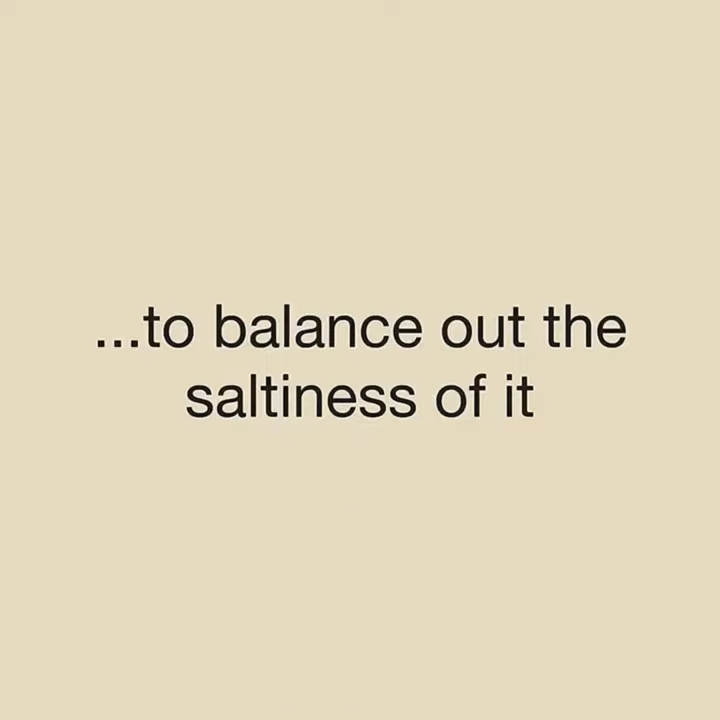 ...to balance out the
saltiness of it